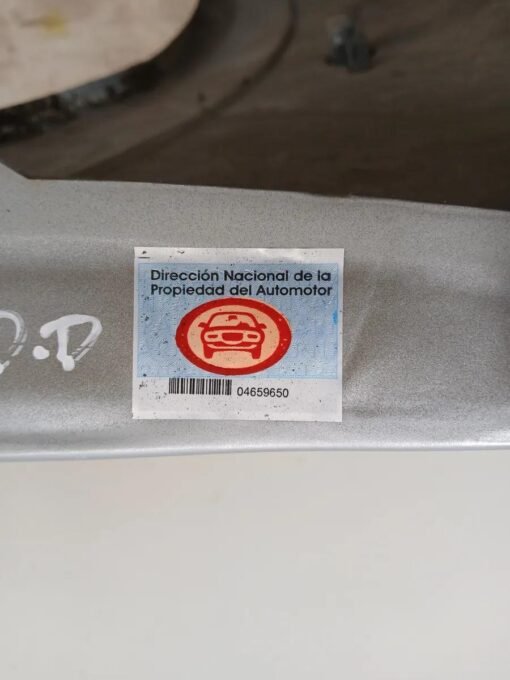 Dirección Nacional de la
Propiedad del Automotor
04659650
D.D